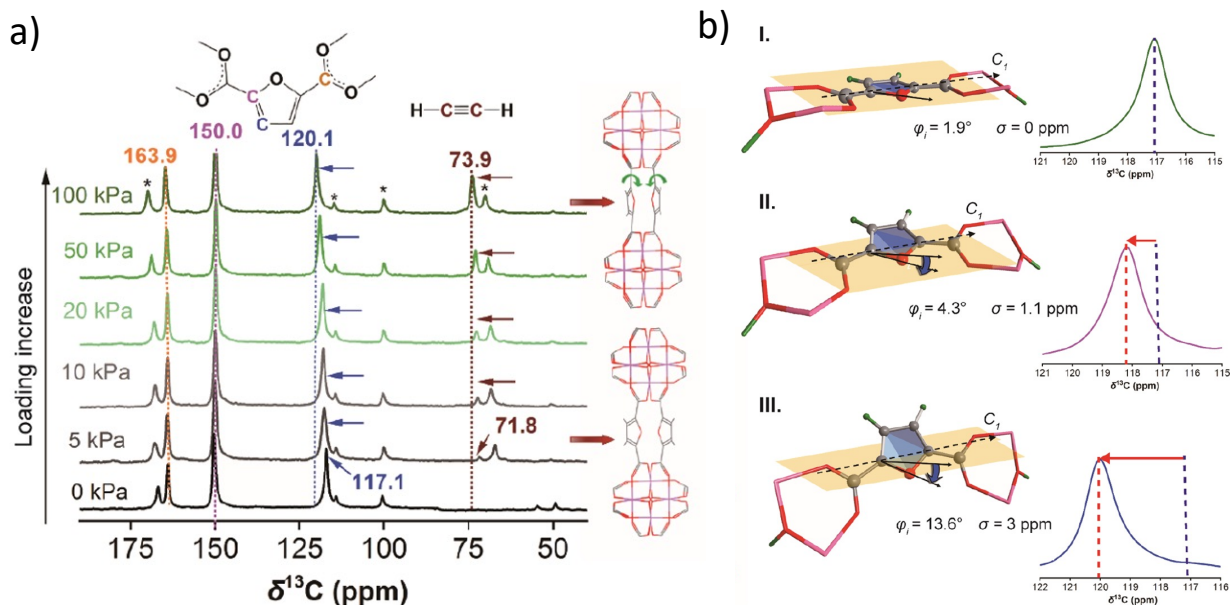 a)
O
O
O
O
O
163.9
150.0
120.1
H C C H
73.9
* * * *
100 kPa
50 kPa
20 kPa
10 kPa
5 kPa
0 kPa
71.8
117.1
Loading increase
175 150 125 100 75 50
δ¹³C (ppm)
b)
I.
C₁
φᵢ = 1.9° σ = 0 ppm
121 120 119 118 117 116 115
δ¹³C (ppm)
II.
C₁
φᵢ = 4.3° σ = 1.1 ppm
121 120 119 118 117 116 115
δ¹³C (ppm)
III.
C₁
φᵢ = 13.6° σ = 3 ppm
122 121 120 119 118 117 116
δ¹³C (ppm)